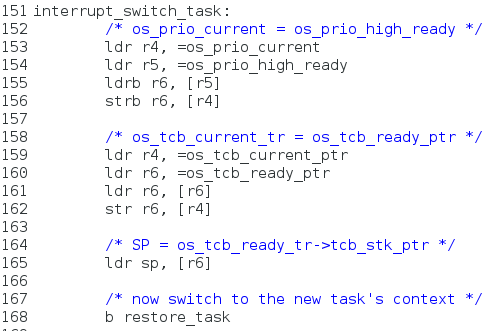 151 interrupt_switch_task:
152         /* os_prio_current = os_prio_high_ready */
153         ldr r4, =os_prio_current
154         ldr r5, =os_prio_high_ready
155         ldrb r6, [r5]
156         strb r6, [r4]
157
158         /* os_tcb_current_tr = os_tcb_ready_ptr */
159         ldr r4, =os_tcb_current_ptr
160         ldr r6, =os_tcb_ready_ptr
161         ldr r6, [r6]
162         str r6, [r4]
163
164         /* SP = os_tcb_ready_tr->tcb_stk_ptr */
165         ldr sp, [r6]
166
167         /* now switch to the new task's context */
168         b restore_task